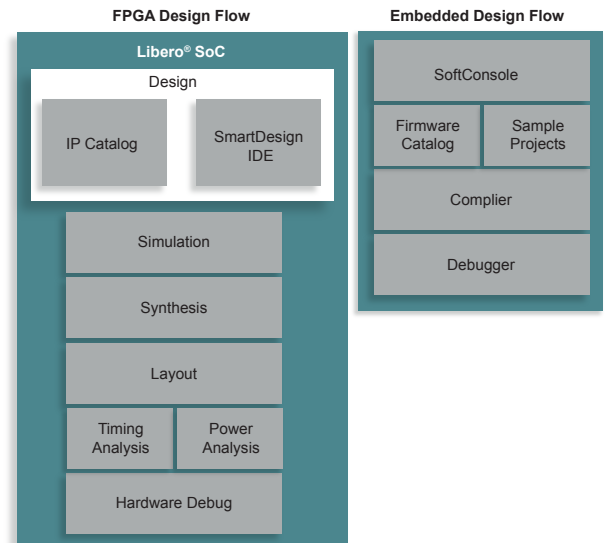 FPGA Design Flow
Libero® SoC
Design
IP Catalog
SmartDesign
IDE
Simulation
Synthesis
Layout
Timing
Analysis
Power
Analysis
Hardware Debug
Embedded Design Flow
SoftConsole
Firmware
Catalog
Sample
Projects
Complier
Debugger